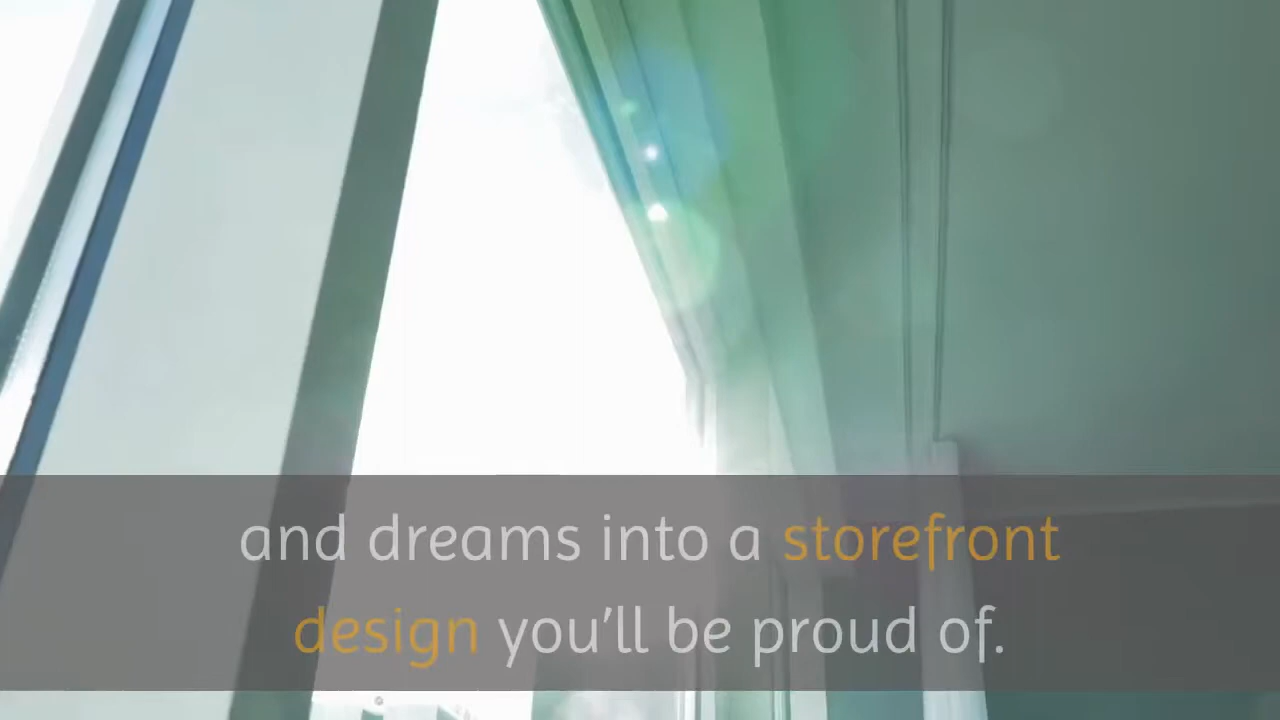 and dreams into a storefront
design you'll be proud of.